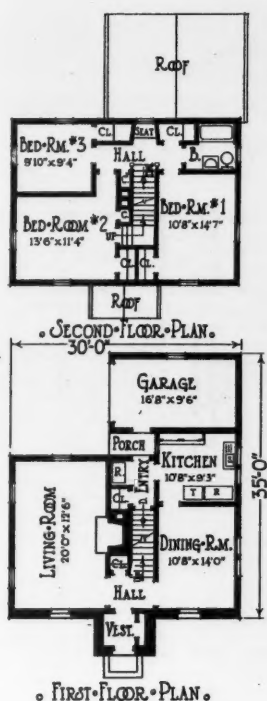 ROOF
BED·RM.#3
9'10"x9'4"
CL.
SEAT
CL.
B.
HALL
BED·ROOM #2
13'6"x11'4"
UP
C.
BED·RM.#1
10'8"x14'7"
CL.
CL.
ROOF
SECOND·FLOOR·PLAN
30'-0"
35'-0"
GARAGE
16'8"x9'6"
PORCH
KITCHEN
10'8"x9'3"
R.
ENTRY
CL.
D.
T
R
LIVING·ROOM
20'0"x12'6"
DINING·RM.
10'8"x14'0"
CL.
HALL
VEST.
FIRST·FLOOR·PLAN